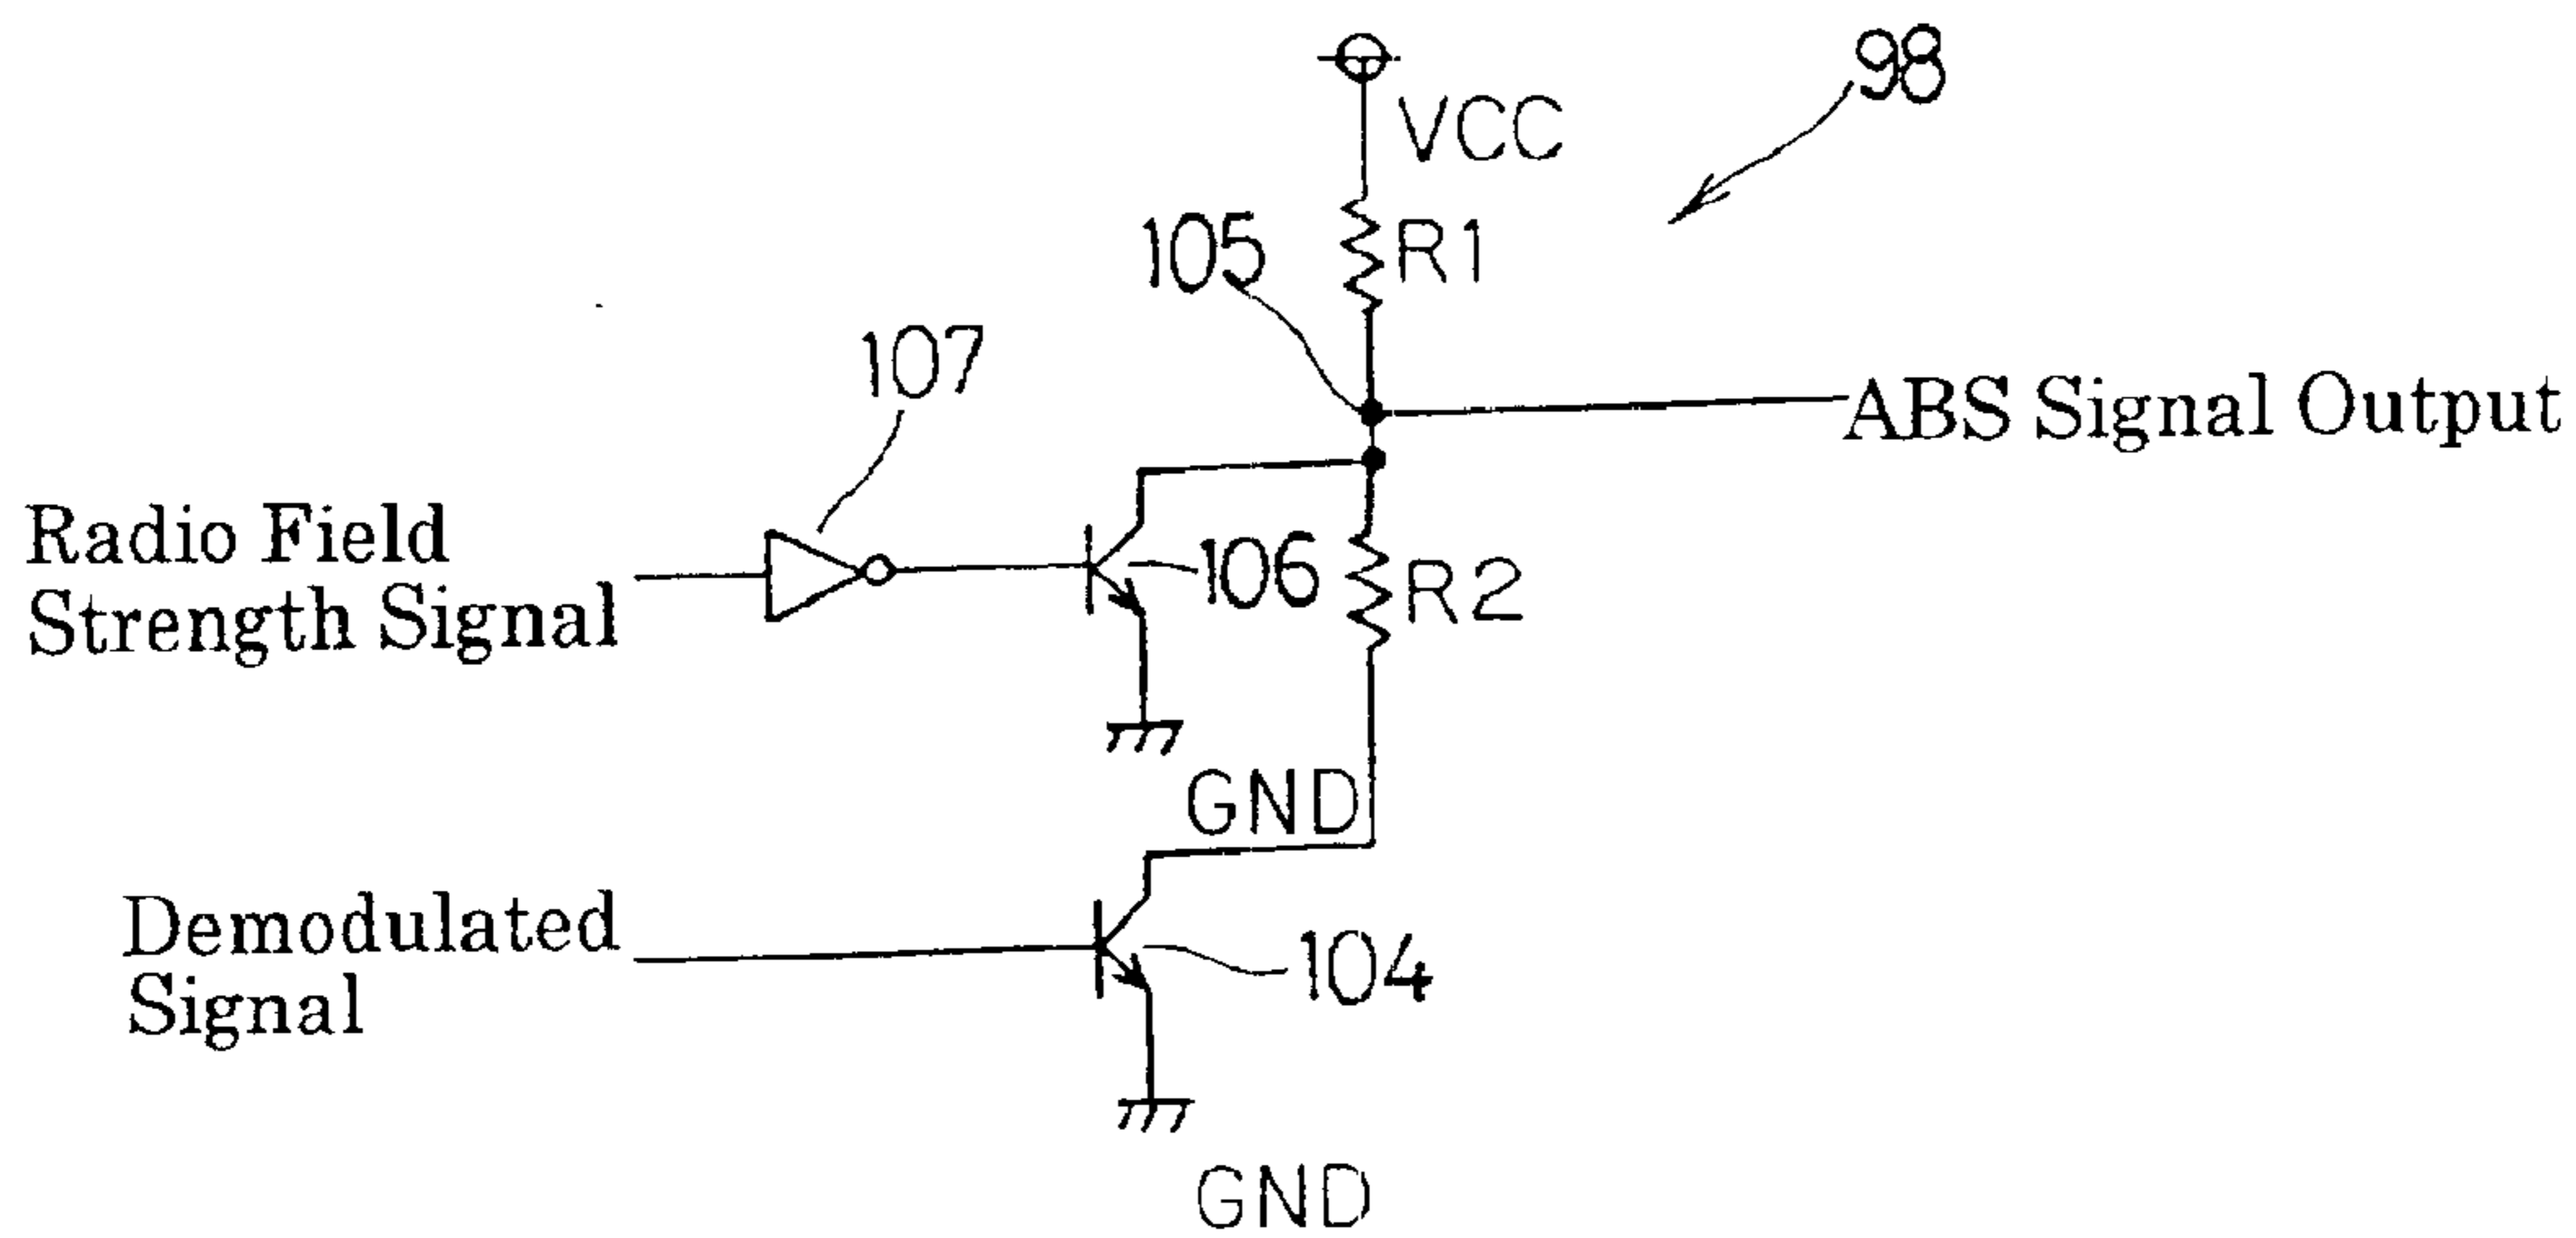 98
VCC
R1
105
107
ABS Signal Output
Radio Field
Strength Signal
106
R2
GND
Demodulated
Signal
104
GND